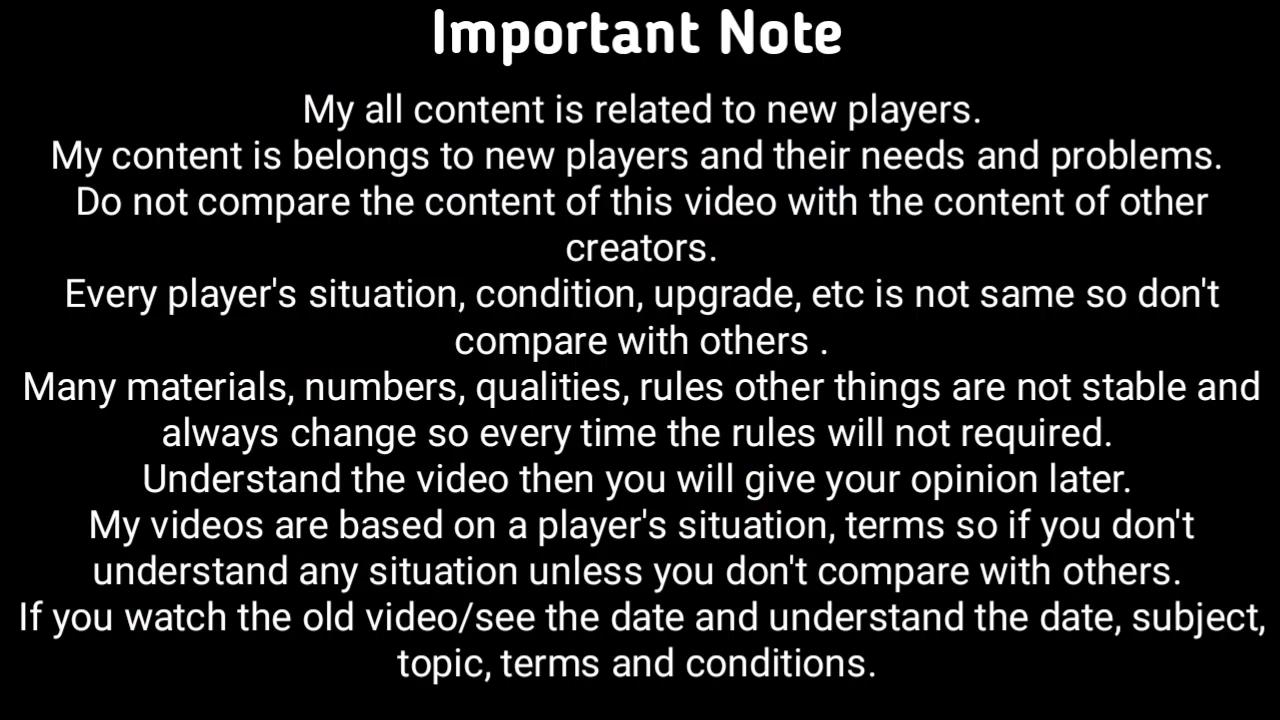 Important Note
My all content is related to new players.
My content is belongs to new players and their needs and problems.
Do not compare the content of this video with the content of other
creators.
Every player's situation, condition, upgrade, etc is not same so don't
compare with others .
Many materials, numbers, qualities, rules other things are not stable and
always change so every time the rules will not required.
Understand the video then you will give your opinion later.
My videos are based on a player's situation, terms so if you don't
understand any situation unless you don't compare with others.
If you watch the old video/see the date and understand the date, subject,
topic, terms and conditions.